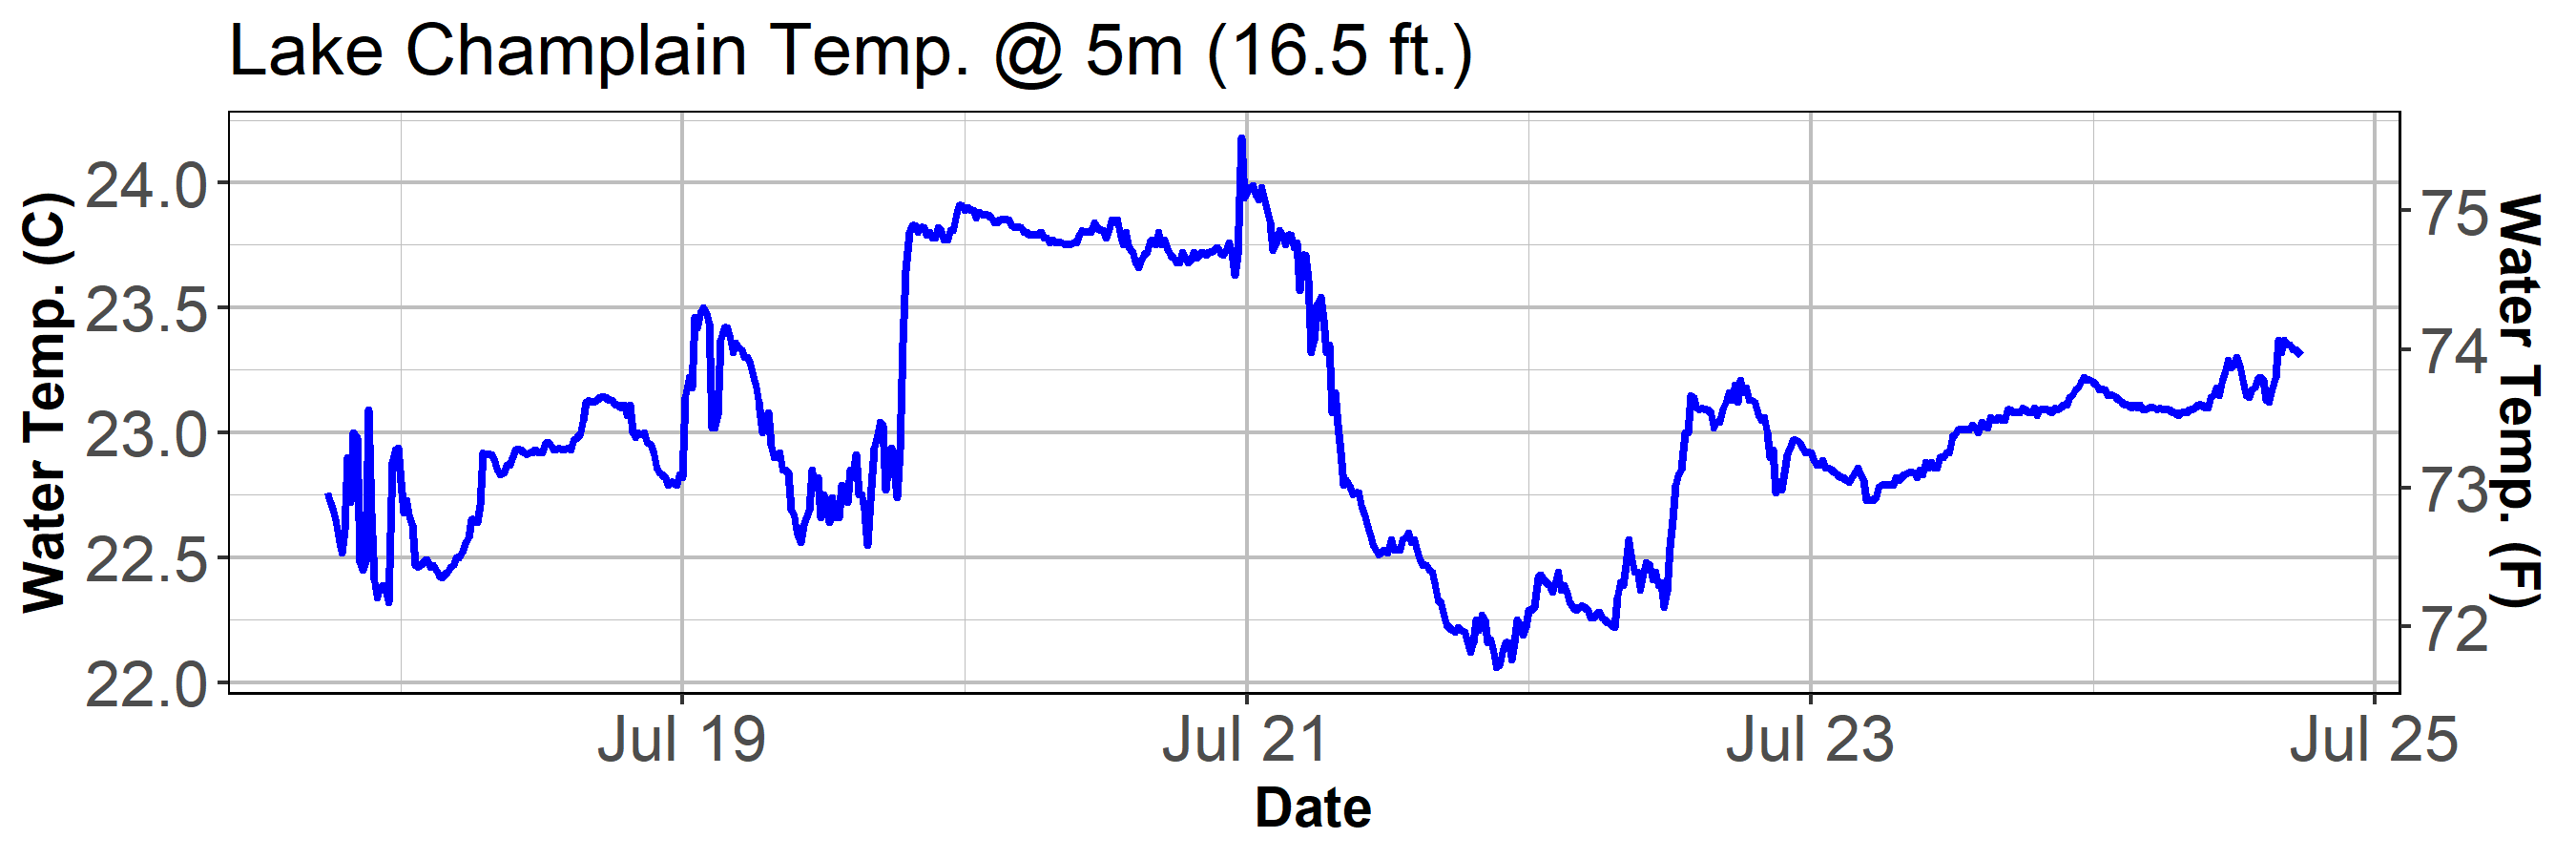 Lake Champlain Temp. @ 5m (16.5 ft.)
Water Temp. (C)
24.0
23.5
23.0
22.5
22.0
75
74
73
72
Water Temp. (F)
Jul 19
Jul 21
Jul 23
Jul 25
Date